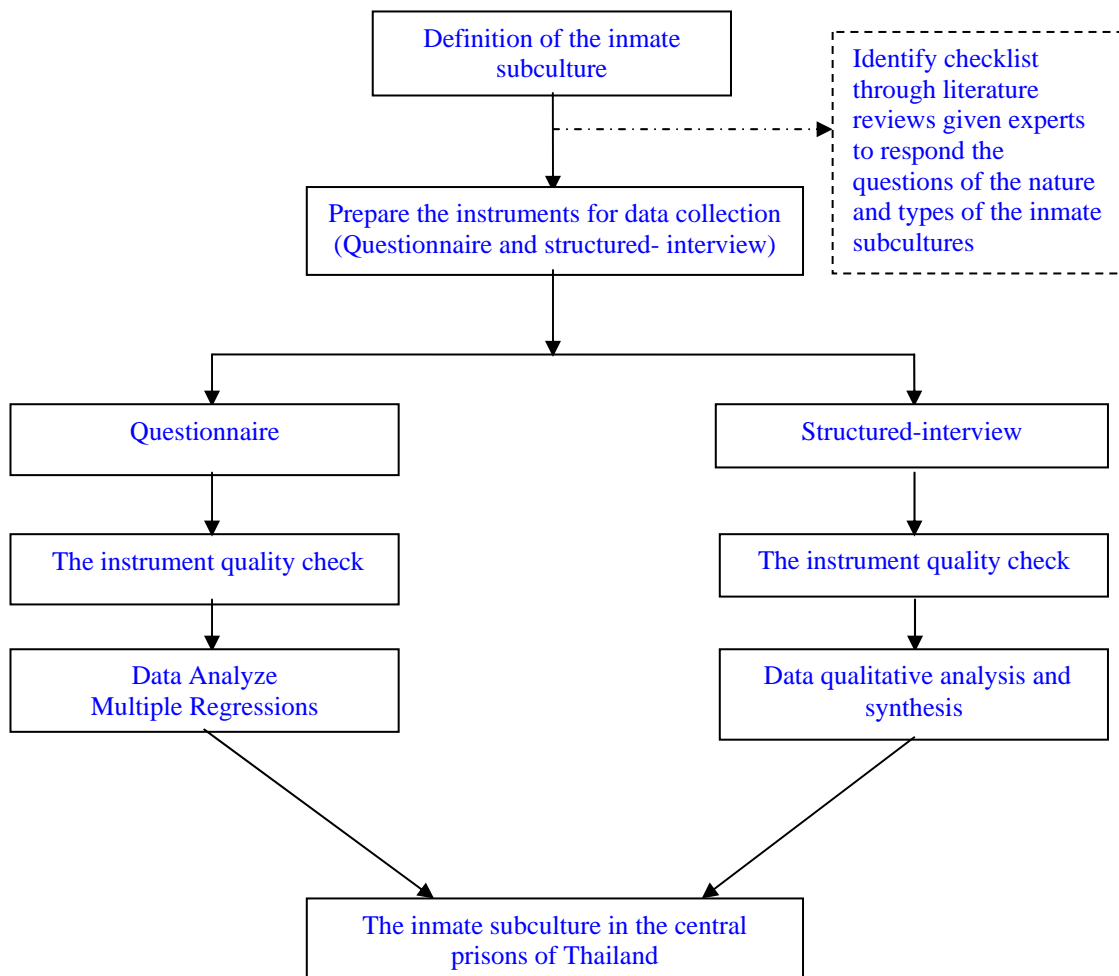 Definition of the inmate
subculture
Identify checklist
through literature
reviews given experts
to respond the
questions of the nature
and types of the inmate
subcultures
Prepare the instruments for data collection
(Questionnaire and structured- interview)
Questionnaire
Structured-interview
The instrument quality check
The instrument quality check
Data Analyze
Multiple Regressions
Data qualitative analysis and
synthesis
The inmate subculture in the central
prisons of Thailand